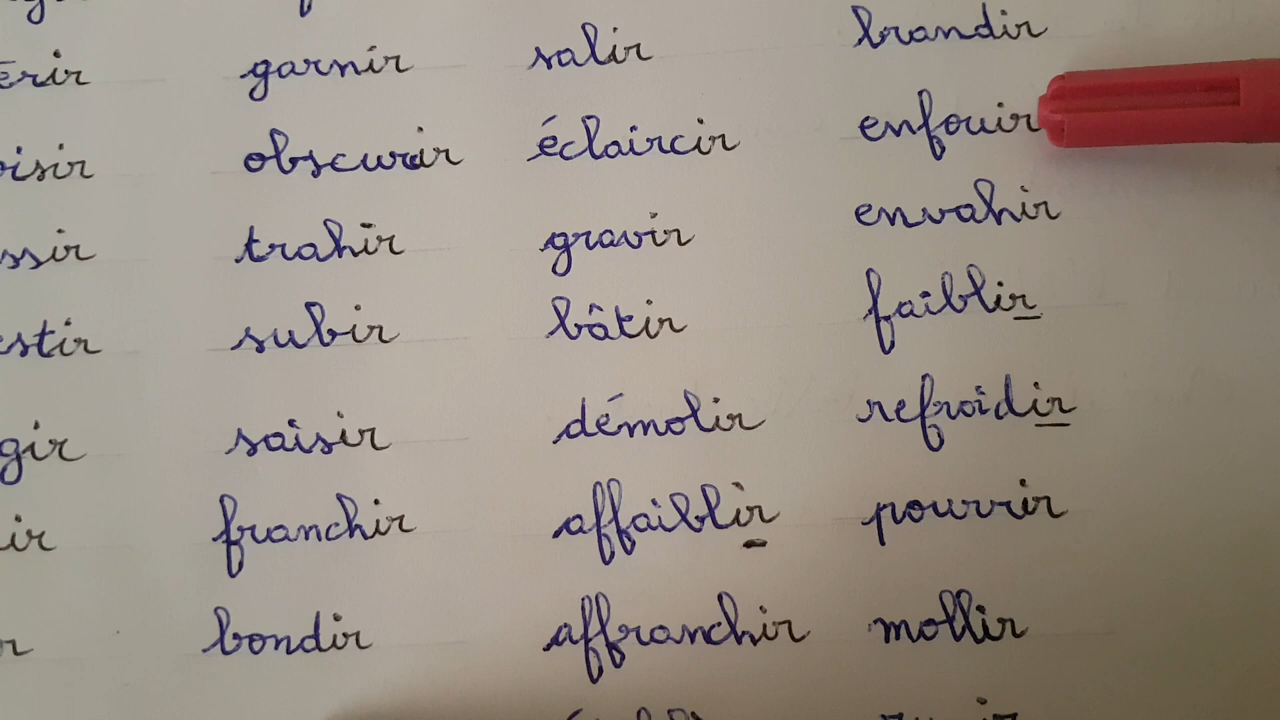 garnir salir brandir
obscurir éclaircir enfouir
trahir gravir envahir
subir bâtir faiblir
saisir démolir refroidir
franchir affaiblir pourrir
bondir affranchir mollir